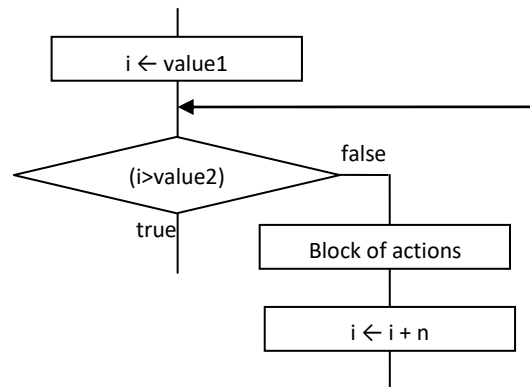 i ← value1
false
(i>value2)
true
Block of actions
i ← i + n